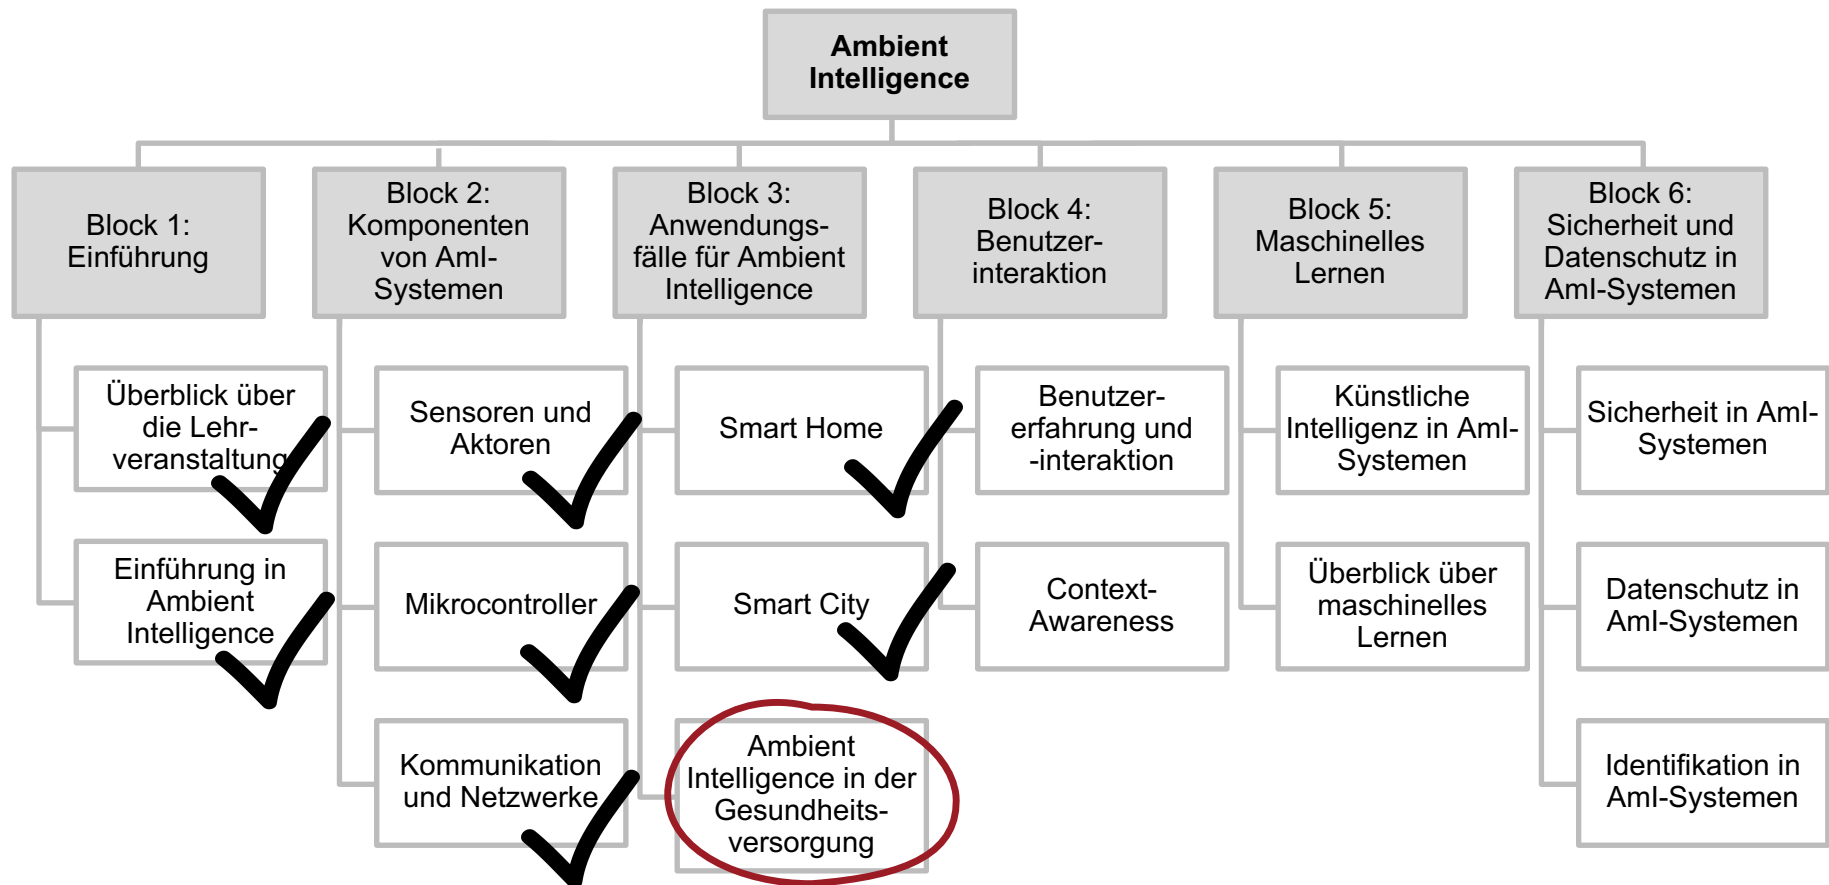 Ambient
Intelligence
Block 1:
Einführung
Block 2:
Komponenten
von AmI-
Systemen
Block 3:
Anwendungs-
fälle für Ambient
Intelligence
Block 4:
Benutzer-
interaktion
Block 5:
Maschinelles
Lernen
Block 6:
Sicherheit und
Datenschutz in
AmI-Systemen
Überblick über
die Lehr-
veranstaltung
Einführung in
Ambient
Intelligence
Sensoren und
Aktoren
Mikrocontroller
Kommunikation
und Netzwerke
Smart Home
Smart City
Ambient
Intelligence in der
Gesundheits-
versorgung
Benutzer-
erfahrung und
-interaktion
Context-
Awareness
Künstliche
Intelligenz in AmI-
Systemen
Überblick über
maschinelles
Lernen
Sicherheit in AmI-
Systemen
Datenschutz in
AmI-Systemen
Identifikation in
AmI-Systemen